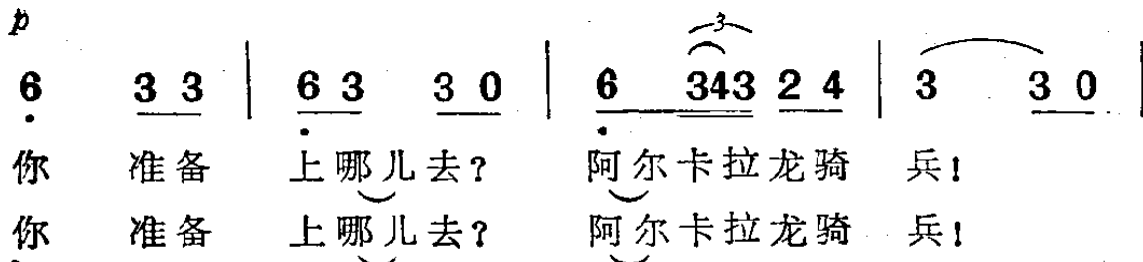 p
3
6 3 3 | 6 3 3 0 | 6 343 2 4 | 3 3 0 |
你 准备 上哪儿去? 阿尔卡拉龙骑 兵!
你 准备 上哪儿去? 阿尔卡拉龙骑 兵!